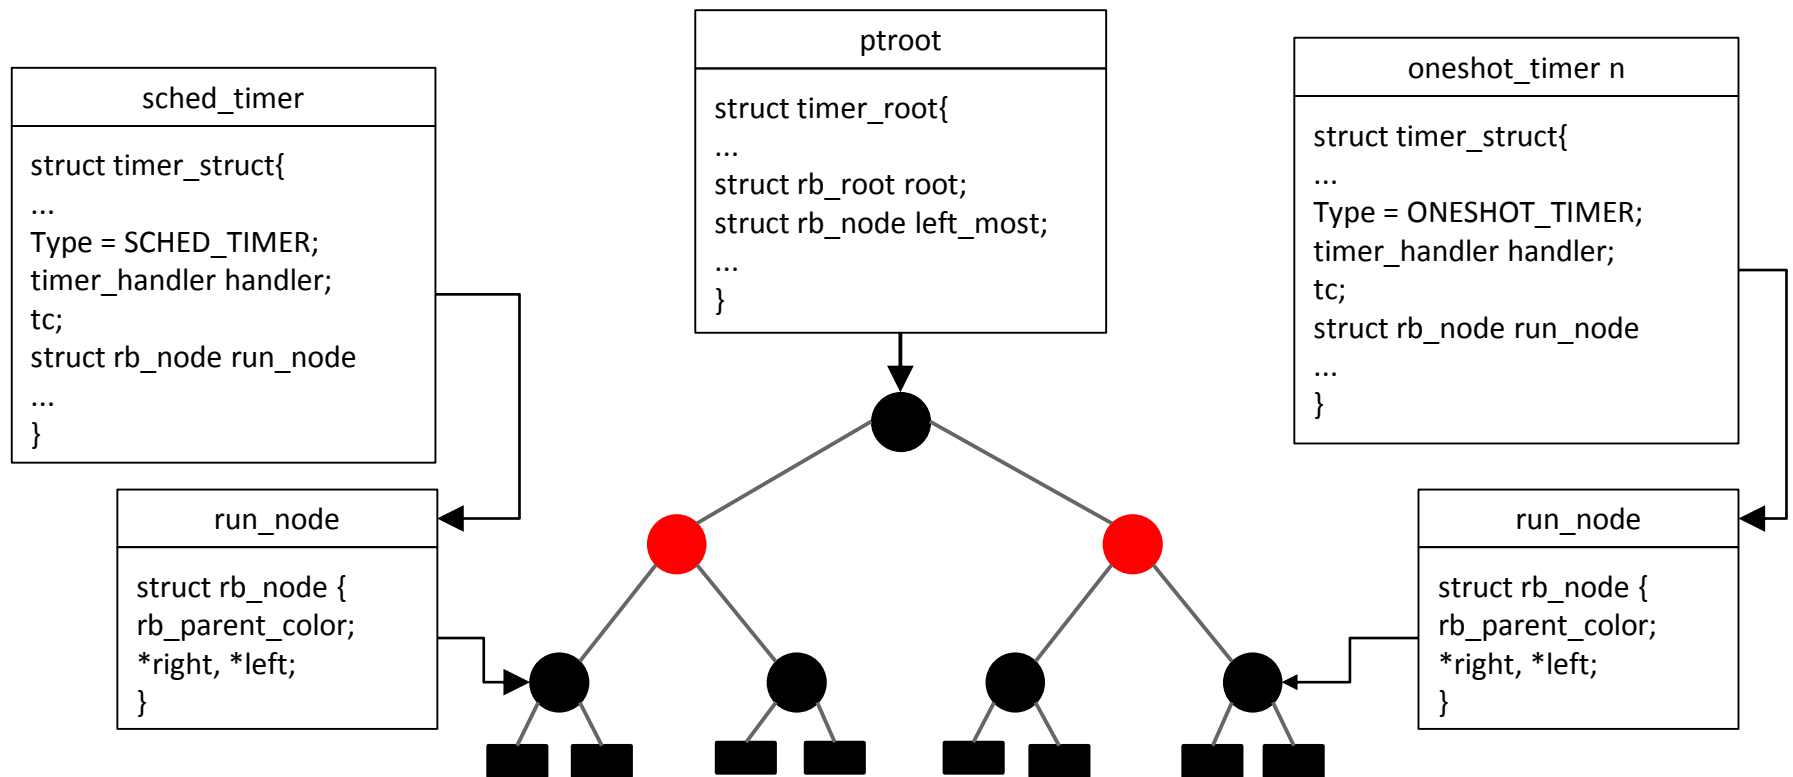 sched_timer
struct timer_struct{
...
Type = SCHED_TIMER;
timer_handler handler;
tc;
struct rb_node run_node
...
}
ptroot
struct timer_root{
...
struct rb_root root;
struct rb_node left_most;
...
}
oneshot_timer n
struct timer_struct{
...
Type = ONESHOT_TIMER;
timer_handler handler;
tc;
struct rb_node run_node
...
}
run_node
struct rb_node {
rb_parent_color;
*right, *left;
}
run_node
struct rb_node {
rb_parent_color;
*right, *left;
}